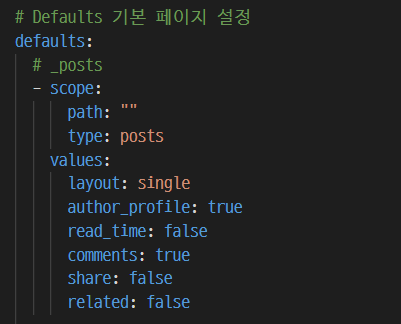 # Defaults 기본 페이지 설정
defaults:
  # _posts
  - scope:
      path: ""
      type: posts
    values:
      layout: single
      author_profile: true
      read_time: false
      comments: true
      share: false
      related: false